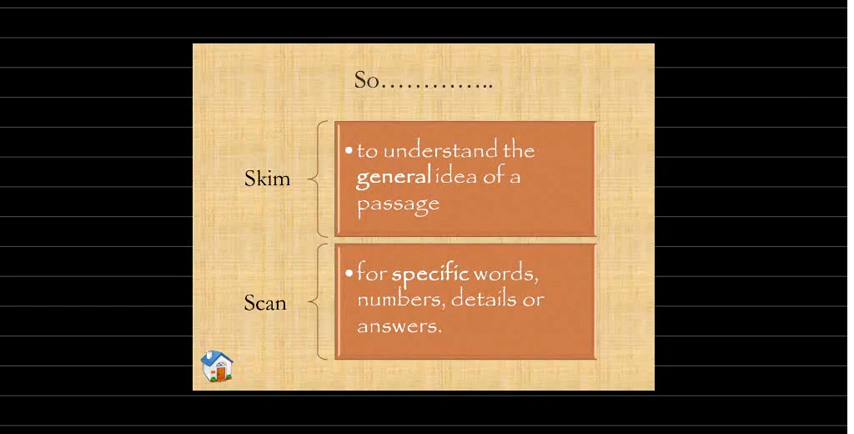 So…………..
Skim
• to understand the
general idea of a
passage
Scan
• for specific words,
numbers, details or
answers.